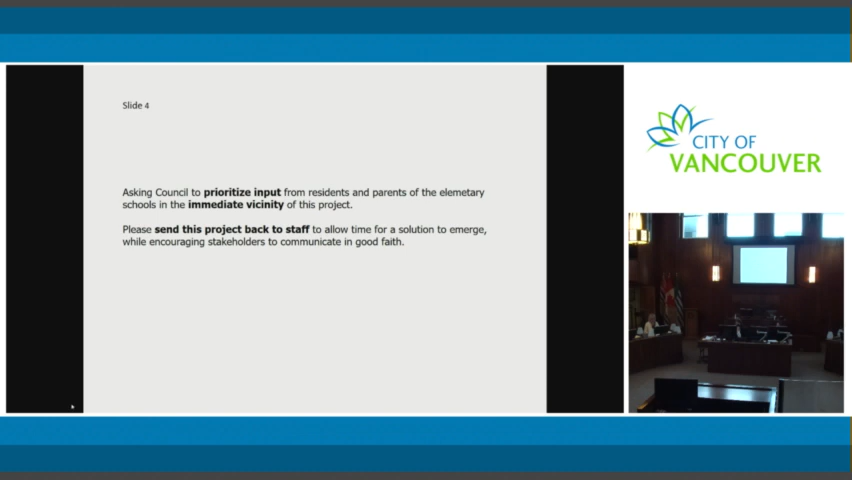 Slide 4
Asking Council to prioritize input from residents and parents of the elemetary
schools in the immediate vicinity of this project.
Please send this project back to staff to allow time for a solution to emerge,
while encouraging stakeholders to communicate in good faith.
CITY OF
VANCOUVER